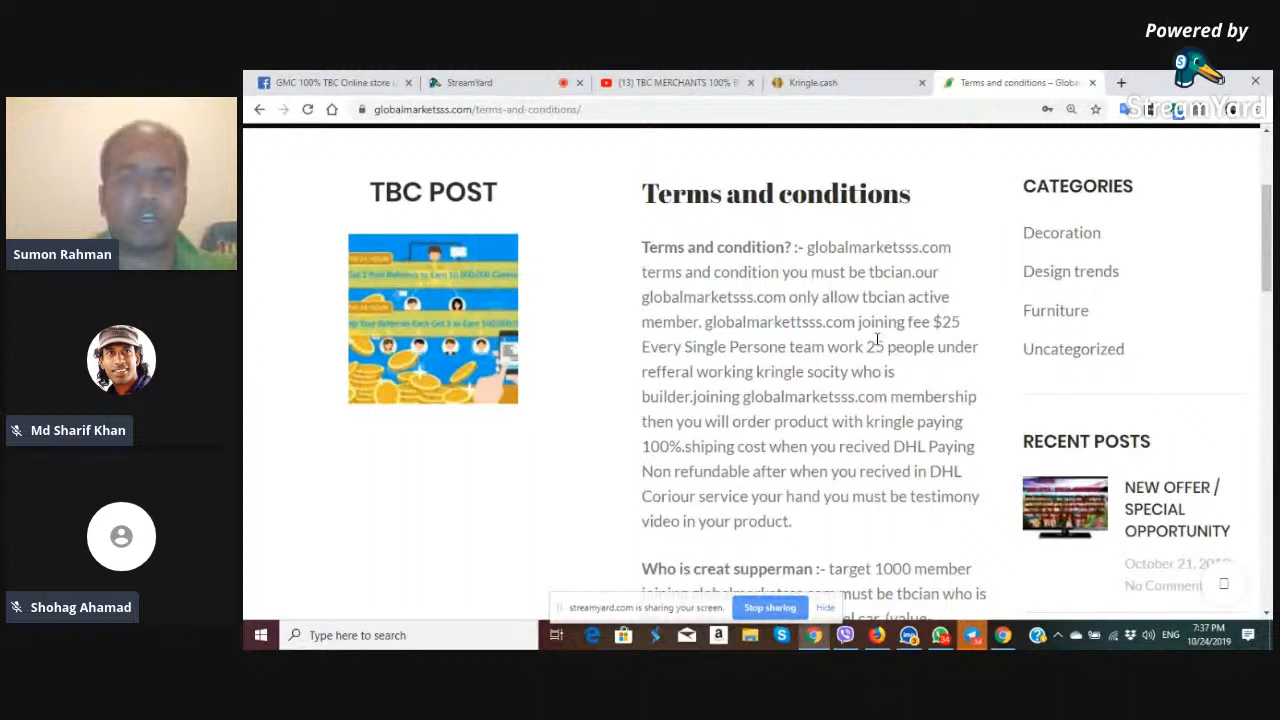 Powered by
StreamYard
GMC 100% TBC Online store
StreamYard
(13) TBC MERCHANTS 100%
Kringle.cash
Terms and conditions – Globa
globalmarketsss.com/terms-and-conditions/
Sumon Rahman
Md Sharif Khan
Shohag Ahamad
TBC POST
Terms and conditions
Terms and condition? :- globalmarketsss.com
terms and condition you must be tbcian.our
globalmarketsss.com only allow tbcian active
member. globalmarkettsss.com joining fee $25
Every Single Persone team work 25 people under
refferal working kringle socity who is
builder.joining globalmarketsss.com membership
then you will order product with kringle paying
100%.shiping cost when you recived DHL Paying
Non refundable after when you recived in DHL
Coriour service your hand you must be testimony
video in your product.
Who is creat supperman :- target 1000 member
must be tbcian who is
CATEGORIES
Decoration
Design trends
Furniture
Uncategorized
RECENT POSTS
NEW OFFER /
SPECIAL
OPPORTUNITY
October 21,
No Comment
streamyard.com is sharing your screen.
Stop sharing
Hide
Type here to search
ENG
7:37 PM
10/24/2019